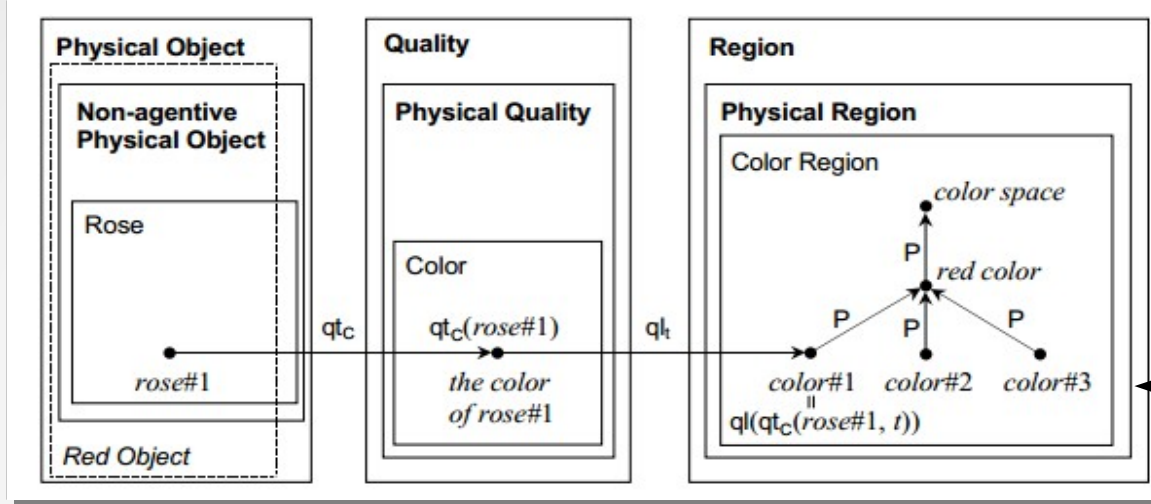 Physical Object
Non-agentive
Physical Object
Rose
rose#1
Red Object
qtC
Quality
Physical Quality
Color
qtC(rose#1)
the color
of rose#1
qlt
Region
Physical Region
Color Region
color space
P
red color
P
P
P
color#1
color#2
color#3
=
ql(qtC(rose#1, t))